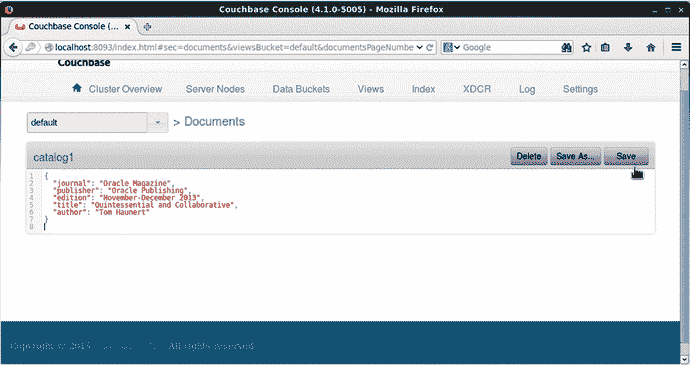 Couchbase Console (4.1.0-5005) - Mozilla Firefox
Couchbase Console (...
localhost:8093/index.html#sec=documents&viewsBucket=default&documentsPageNumbe
Google
Couchbase
Cluster Overview Server Nodes Data Buckets Views Index XDCR Log Settings
default > Documents
catalog1 Delete Save As... Save
1 {
2 "journal": "Oracle Magazine",
3 "publisher": "Oracle Publishing",
4 "edition": "November-December 2013",
5 "title": "Quintessential and Collaborative",
6 "author": "Tom Haunert"
7 }
8
Copyright © All rights reserved